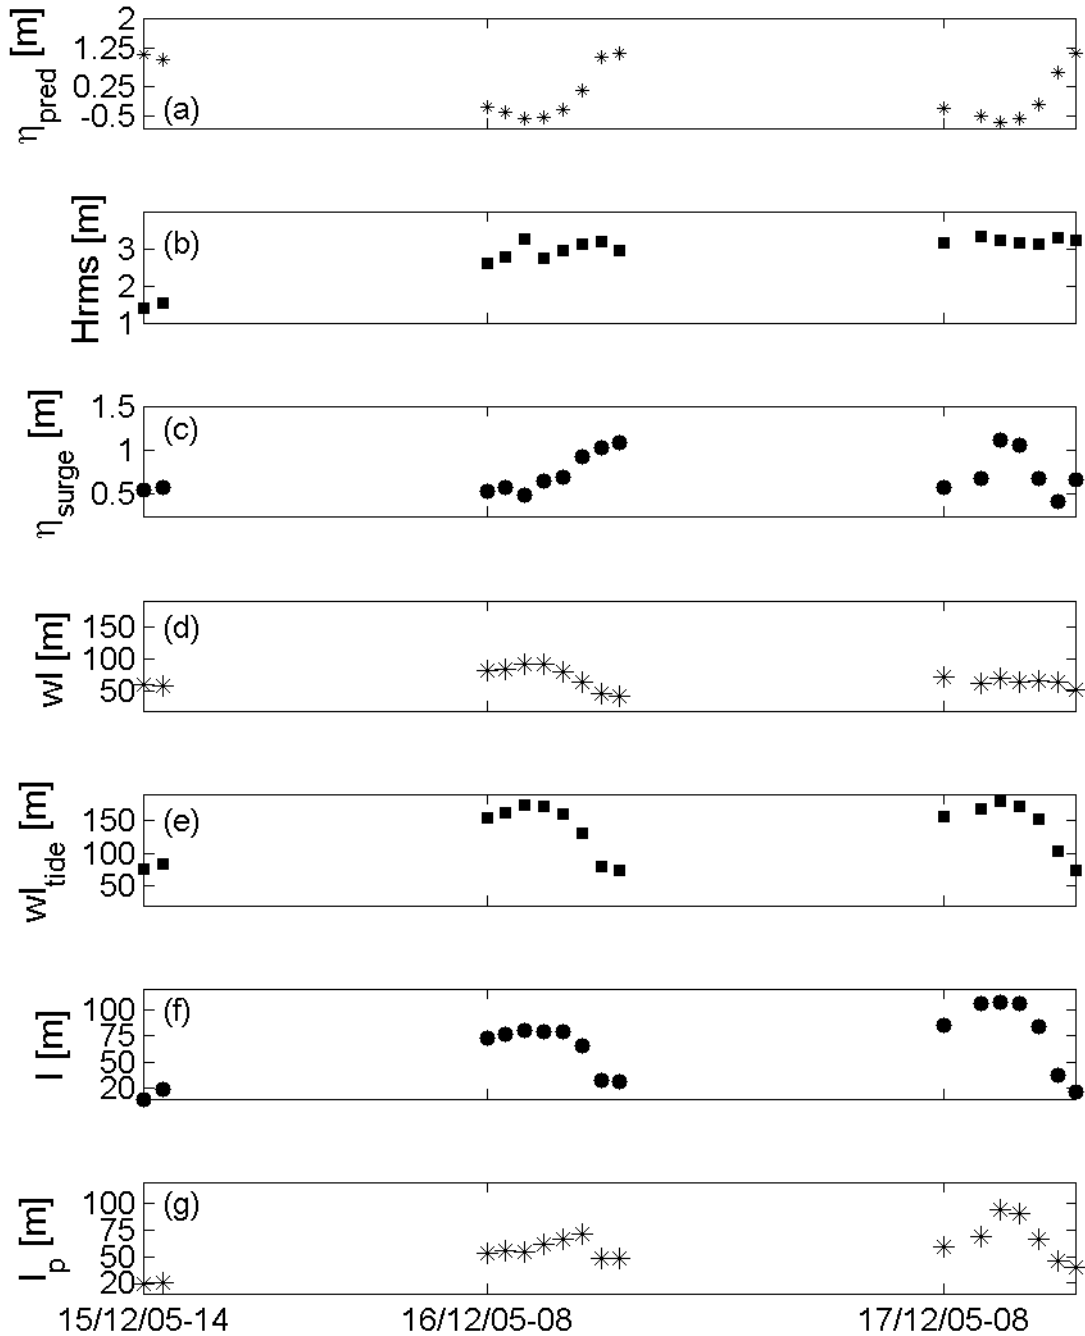 η_pred [m]
2
1.25
0.25
-0.5
(a)
Hrms [m]
3
2
1
(b)
η_surge [m]
1.5
1
0.5
(c)
wl [m]
150
100
50
(d)
wl_tide [m]
150
100
50
(e)
l [m]
100
75
50
20
(f)
l_p [m]
100
75
50
20
(g)
15/12/05-14 16/12/05-08 17/12/05-08